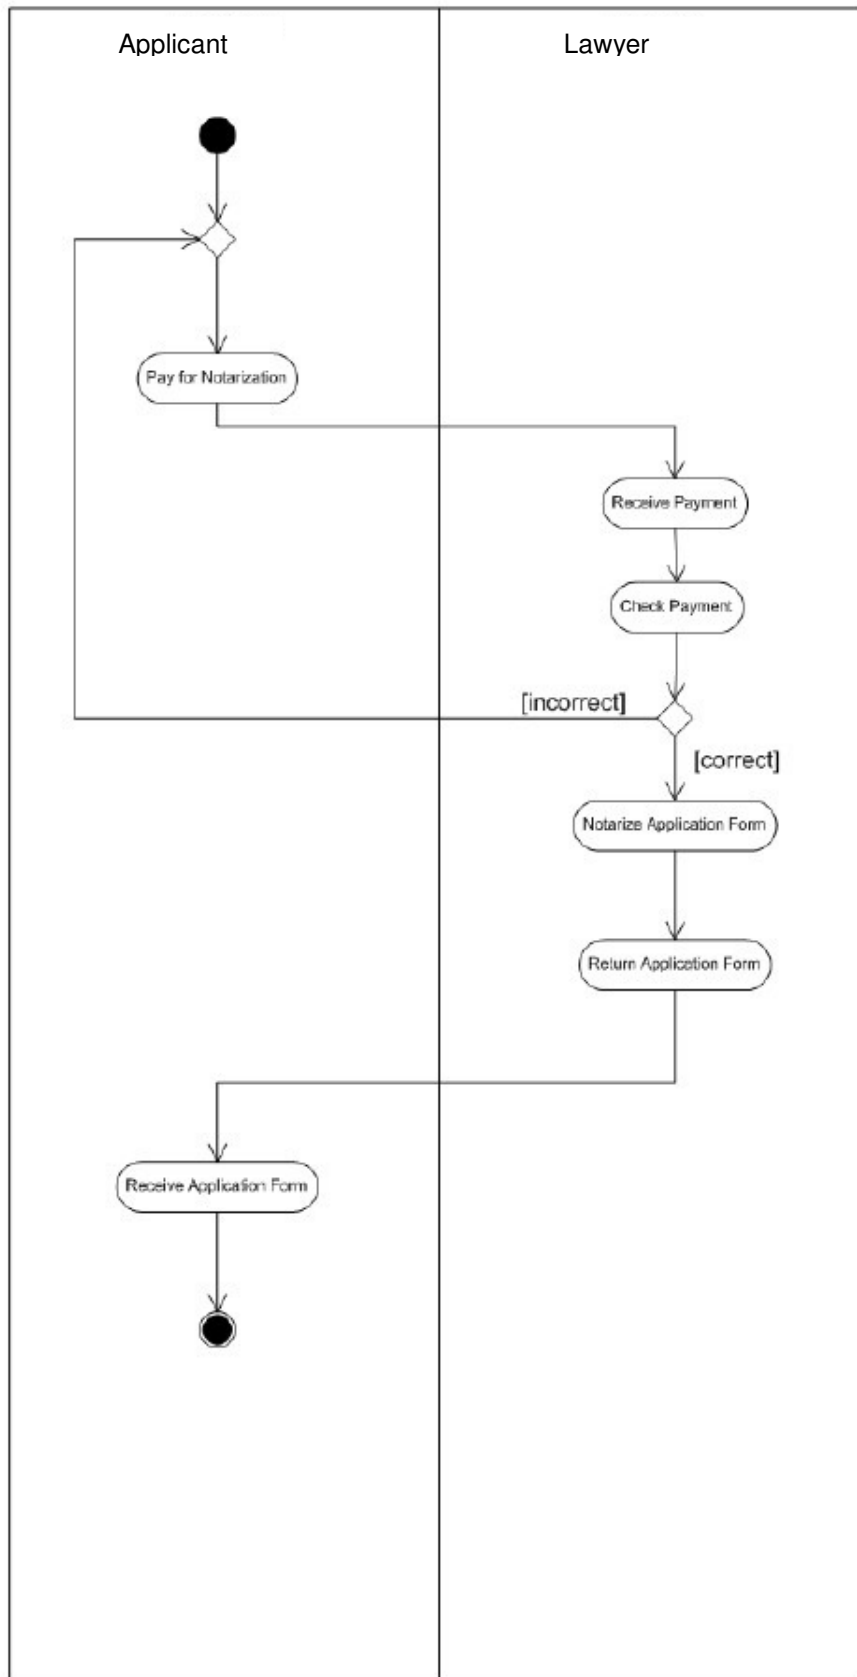 Applicant
Lawyer
Pay for Notarization
Receive Payment
Check Payment
[incorrect]
[correct]
Notarize Application Form
Return Application Form
Receive Application Form